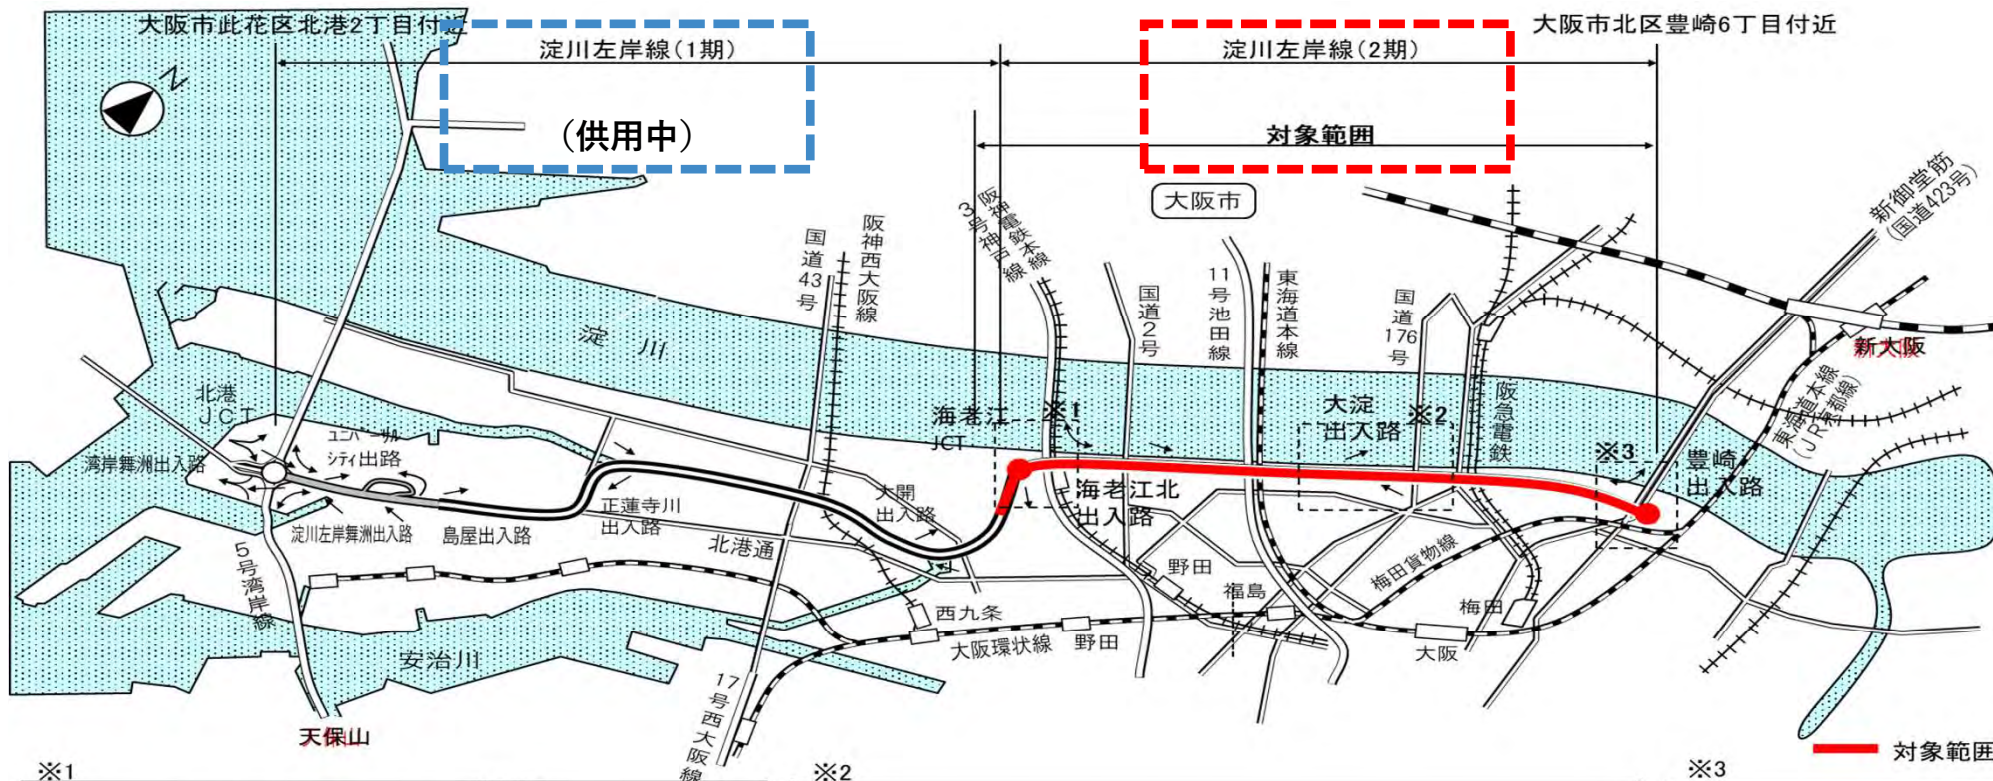 大阪市此花区北港2丁目付近
大阪市北区豊崎6丁目付近
淀川左岸線(1期)
淀川左岸線(2期)
(供用中)
対象範囲
N
大阪市
国道43号
阪神西大阪線
3号神戸線
阪神電鉄本線
国道2号
11号池田線
東海道本線
国道176号
阪急電鉄
新御堂筋
(国道423号)
新大阪
東海道本線
(JR京都線)
淀川
北港
JCT
ユニバーサル
シティ出路
湾岸舞洲出入路
淀川左岸舞洲出入路
島屋出入路
正蓮寺川
出入路
大開
出入路
北港通
海老江
JCT
※1
海老江北
出入路
大淀
出入路
※2
※3
豊崎
出入路
5号湾岸線
安治川
天保山
17号西大阪線
西九条
大阪環状線
野田
野田
福島
梅田貨物線
梅田
大阪
対象範囲
※1
※2
※3